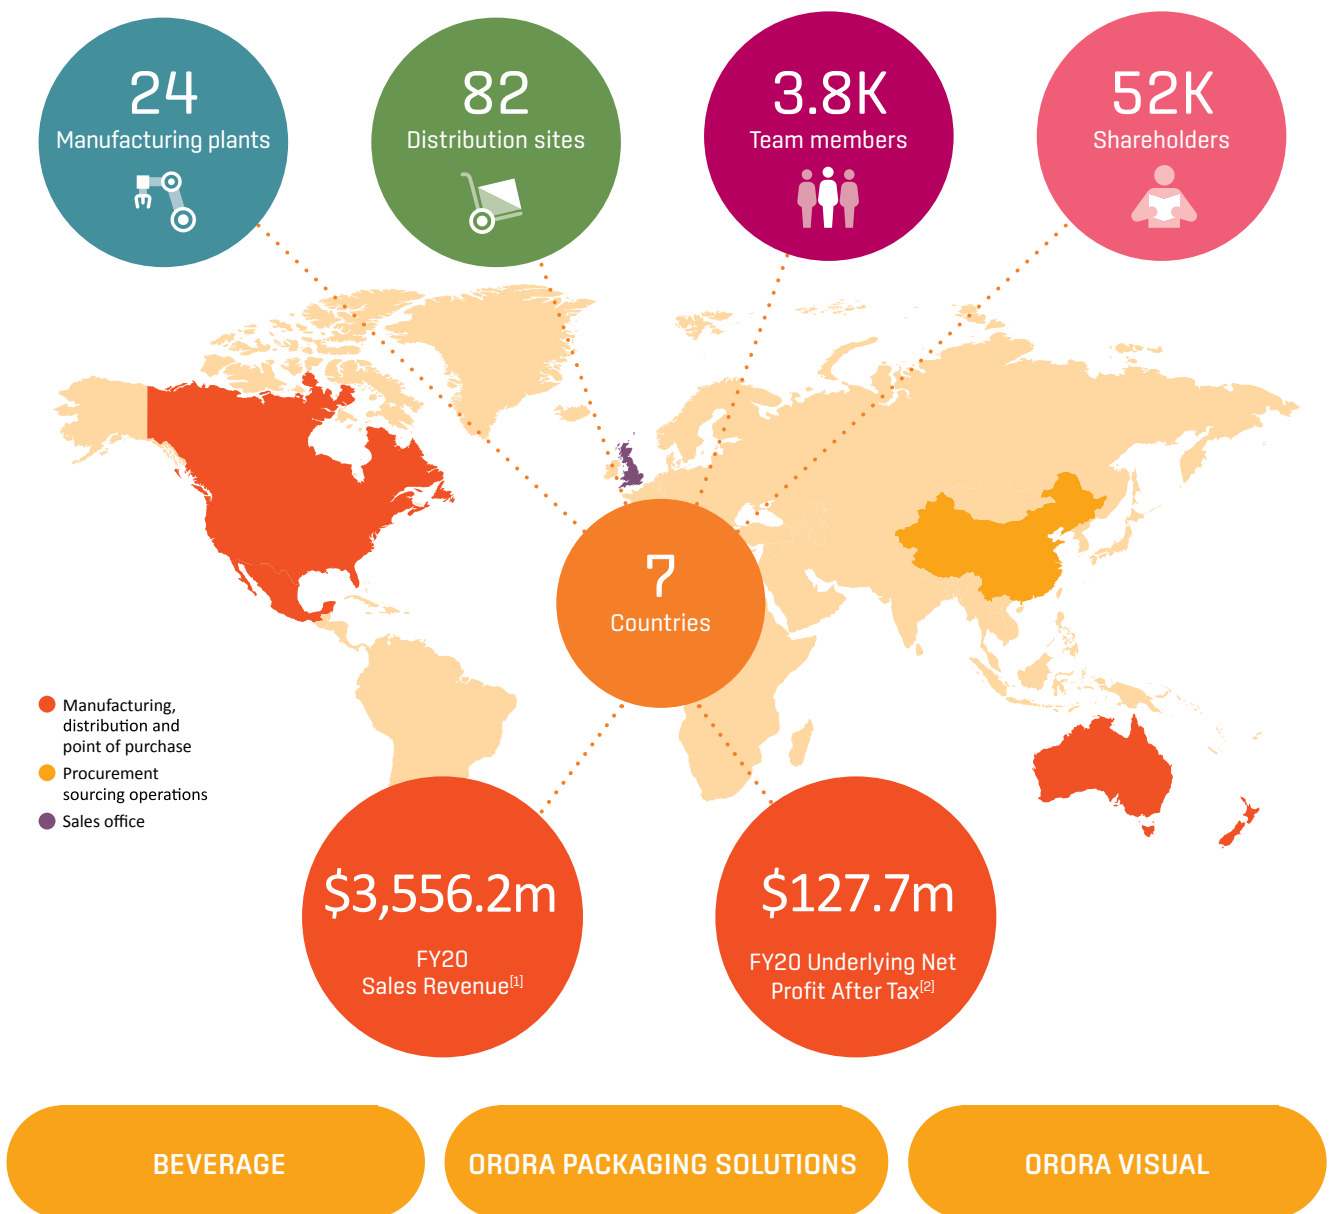 24
Manufacturing plants
82
Distribution sites
3.8K
Team members
52K
Shareholders
7
Countries
Manufacturing,
distribution and
point of purchase
Procurement
sourcing operations
Sales office
$3,556.2m
FY20
Sales Revenue[1]
$127.7m
FY20 Underlying Net
Profit After Tax[2]
BEVERAGE
ORORA PACKAGING SOLUTIONS
ORORA VISUAL